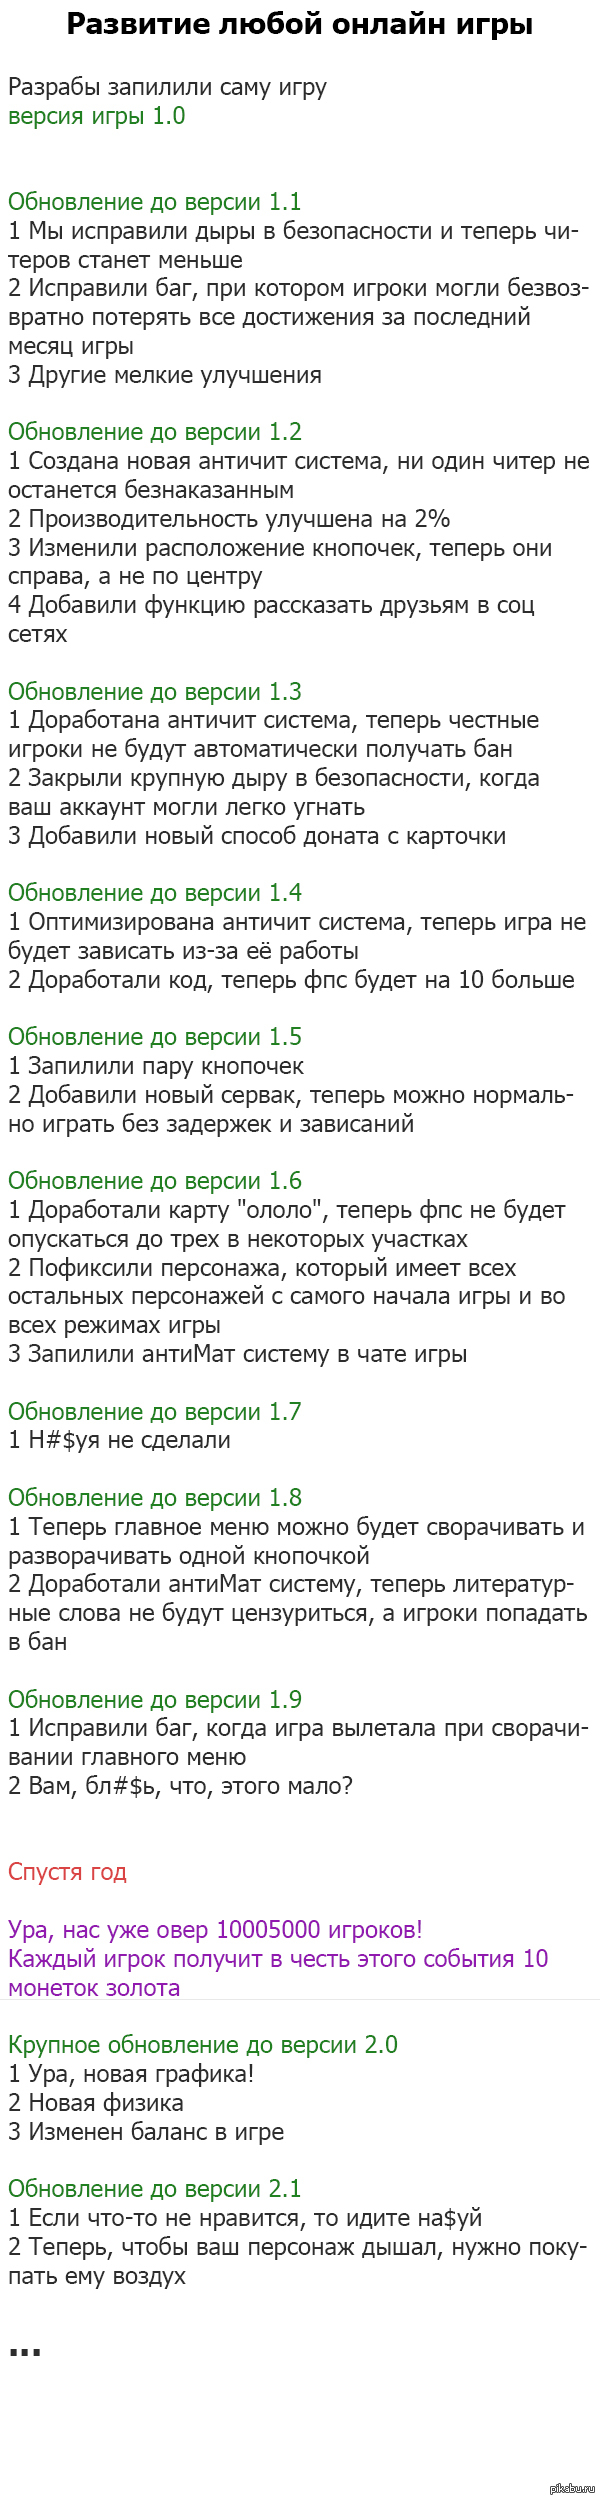 Развитие любой онлайн игры
Разрабы запилили саму игру
версия игры 1.0
Обновление до версии 1.1
1 Мы исправили дыры в безопасности и теперь чи-
теров станет меньше
2 Исправили баг, при котором игроки могли безвоз-
вратно потерять все достижения за последний
месяц игры
3 Другие мелкие улучшения
Обновление до версии 1.2
1 Создана новая античит система, ни один читер не
останется безнаказанным
2 Производительность улучшена на 2%
3 Изменили расположение кнопочек, теперь они
справа, а не по центру
4 Добавили функцию рассказать друзьям в соц
сетях
Обновление до версии 1.3
1 Доработана античит система, теперь честные
игроки не будут автоматически получать бан
2 Закрыли крупную дыру в безопасности, когда
ваш аккаунт могли легко угнать
3 Добавили новый способ доната с карточки
Обновление до версии 1.4
1 Оптимизирована античит система, теперь игра не
будет зависать из-за её работы
2 Доработали код, теперь фпс будет на 10 больше
Обновление до версии 1.5
1 Запилили пару кнопочек
2 Добавили новый сервак, теперь можно нормаль-
но играть без задержек и зависаний
Обновление до версии 1.6
1 Доработали карту "ололо", теперь фпс не будет
опускаться до трех в некоторых участках
2 Пофиксили персонажа, который имеет всех
остальных персонажей с самого начала игры и во
всех режимах игры
3 Запилили антиМат систему в чате игры
Обновление до версии 1.7
1 Н#$уя не сделали
Обновление до версии 1.8
1 Теперь главное меню можно будет сворачивать и
разворачивать одной кнопочкой
2 Доработали антиМат систему, теперь литератур-
ные слова не будут цензуриться, а игроки попадать
в бан
Обновление до версии 1.9
1 Исправили баг, когда игра вылетала при сворачи-
вании главного меню
2 Вам, бл#$ь, что, этого мало?
Спустя год
Ура, нас уже овер 10005000 игроков!
Каждый игрок получит в честь этого события 10
монеток золота
Крупное обновление до версии 2.0
1 Ура, новая графика!
2 Новая физика
3 Изменен баланс в игре
Обновление до версии 2.1
1 Если что-то не нравится, то идите на$уй
2 Теперь, чтобы ваш персонаж дышал, нужно поку-
пать ему воздух
...
pikabu.ru